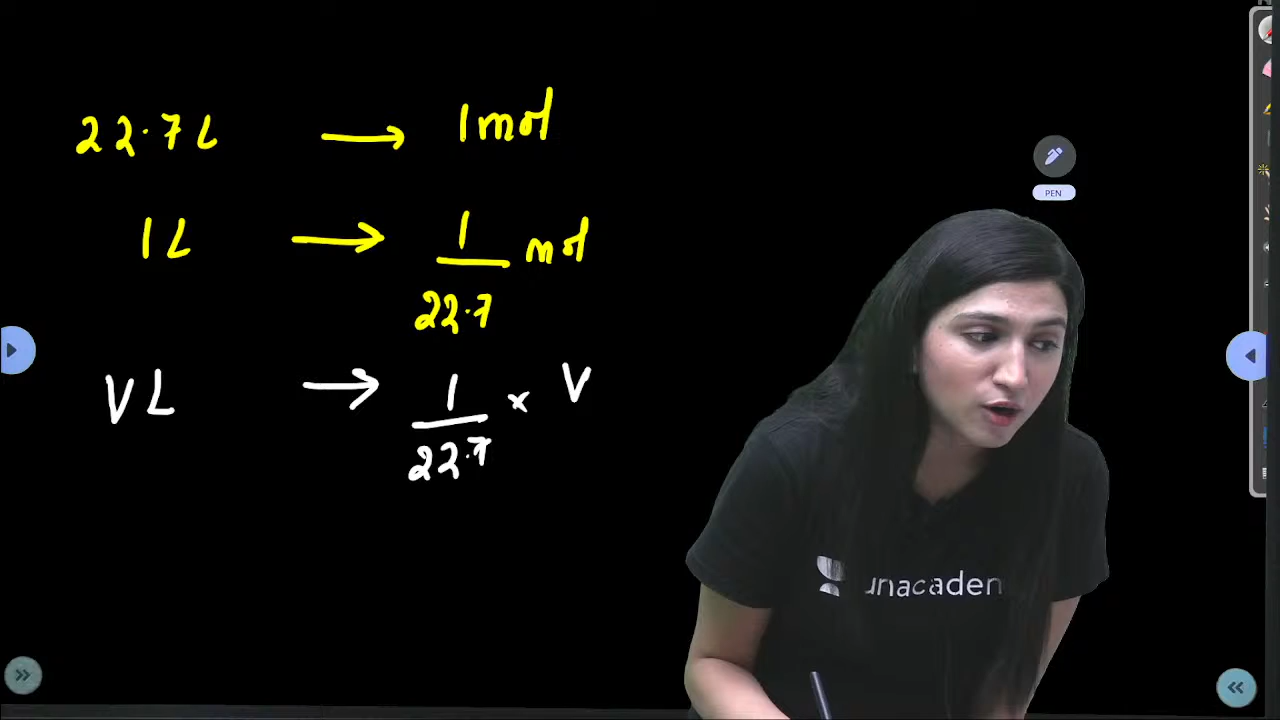 22.7 L → 1 mol
1 L → 1/22.7 mol
V L → 1/22.7 × V
PEN
unacadem